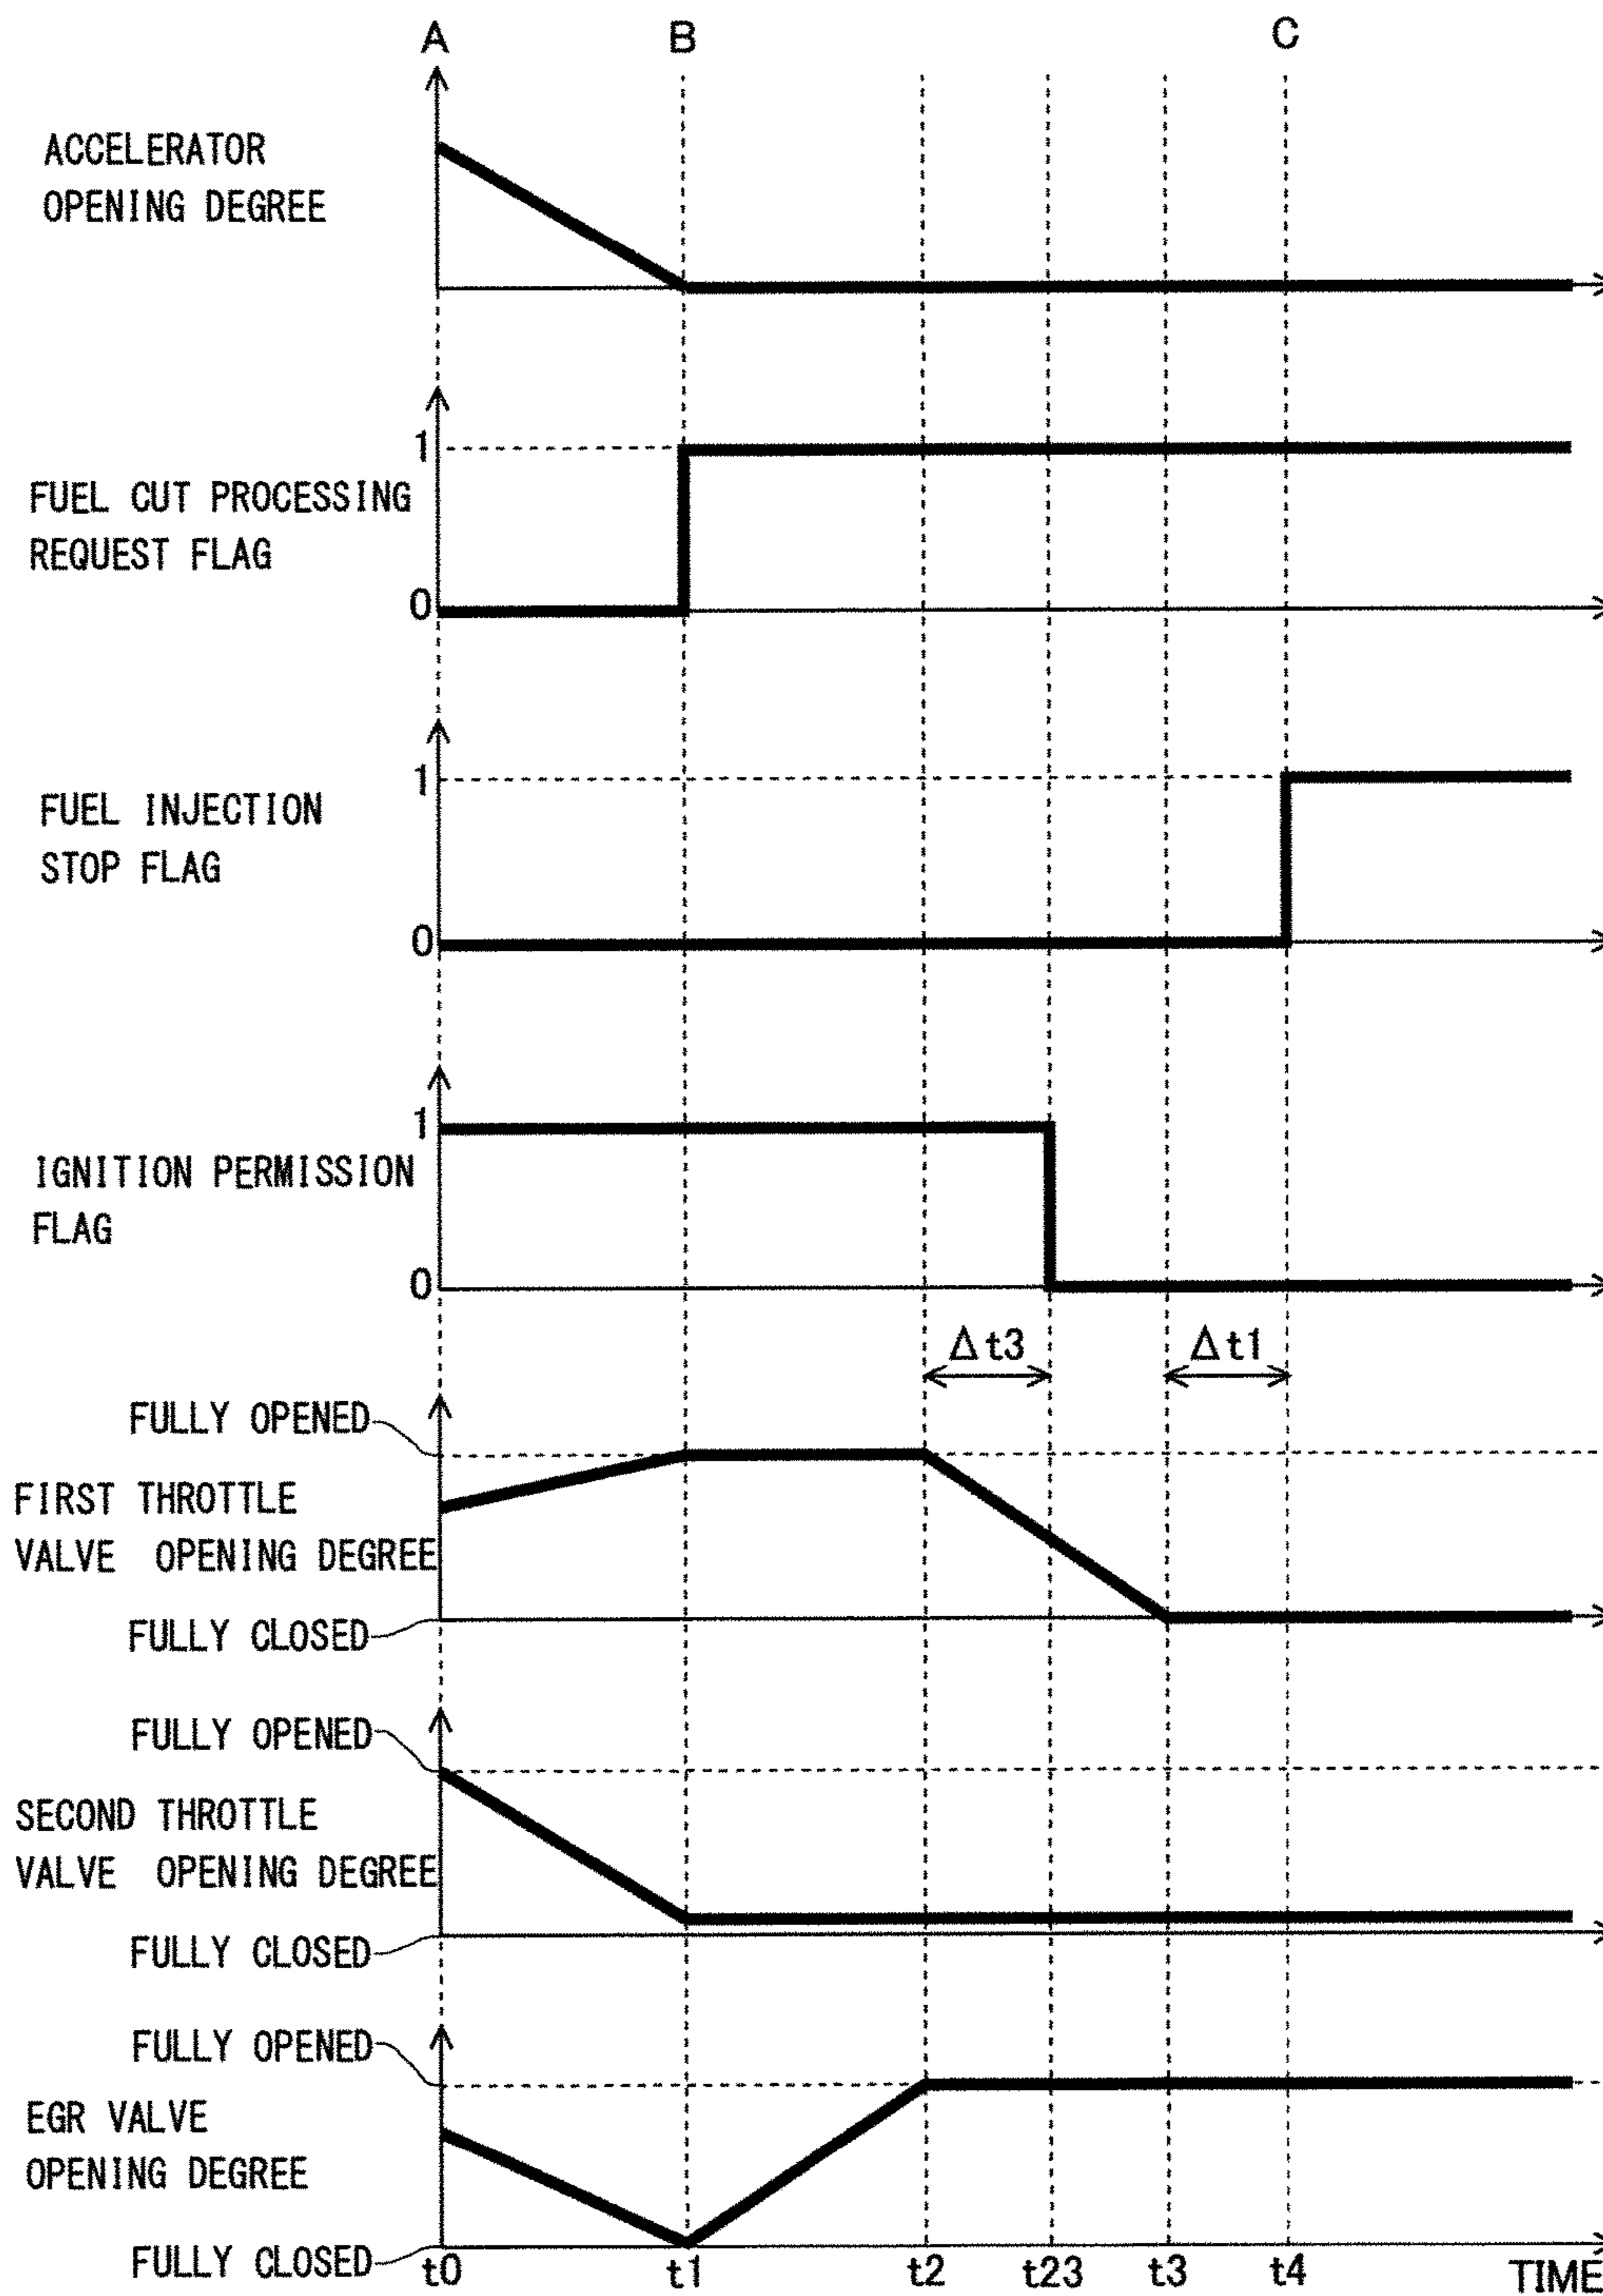 A B C
ACCELERATOR
OPENING DEGREE
1
FUEL CUT PROCESSING
REQUEST FLAG
0
1
FUEL INJECTION
STOP FLAG
0
1
IGNITION PERMISSION
FLAG
0
Δt3 Δt1
FULLY OPENED
FIRST THROTTLE
VALVE OPENING DEGREE
FULLY CLOSED
FULLY OPENED
SECOND THROTTLE
VALVE OPENING DEGREE
FULLY CLOSED
FULLY OPENED
EGR VALVE
OPENING DEGREE
FULLY CLOSED
t0 t1 t2 t23 t3 t4 TIME